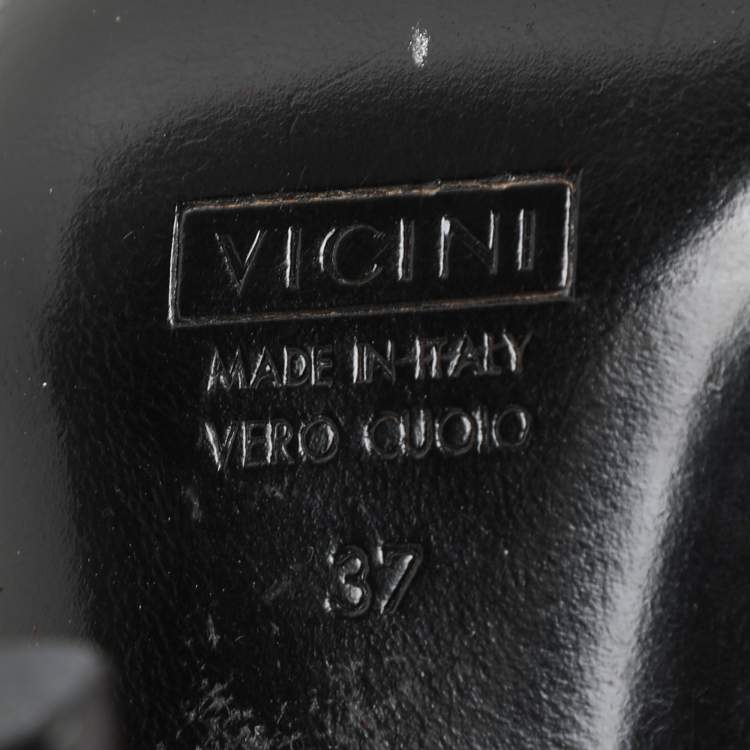 VICINI
MADE IN ITALY
VERO CUOIO
37